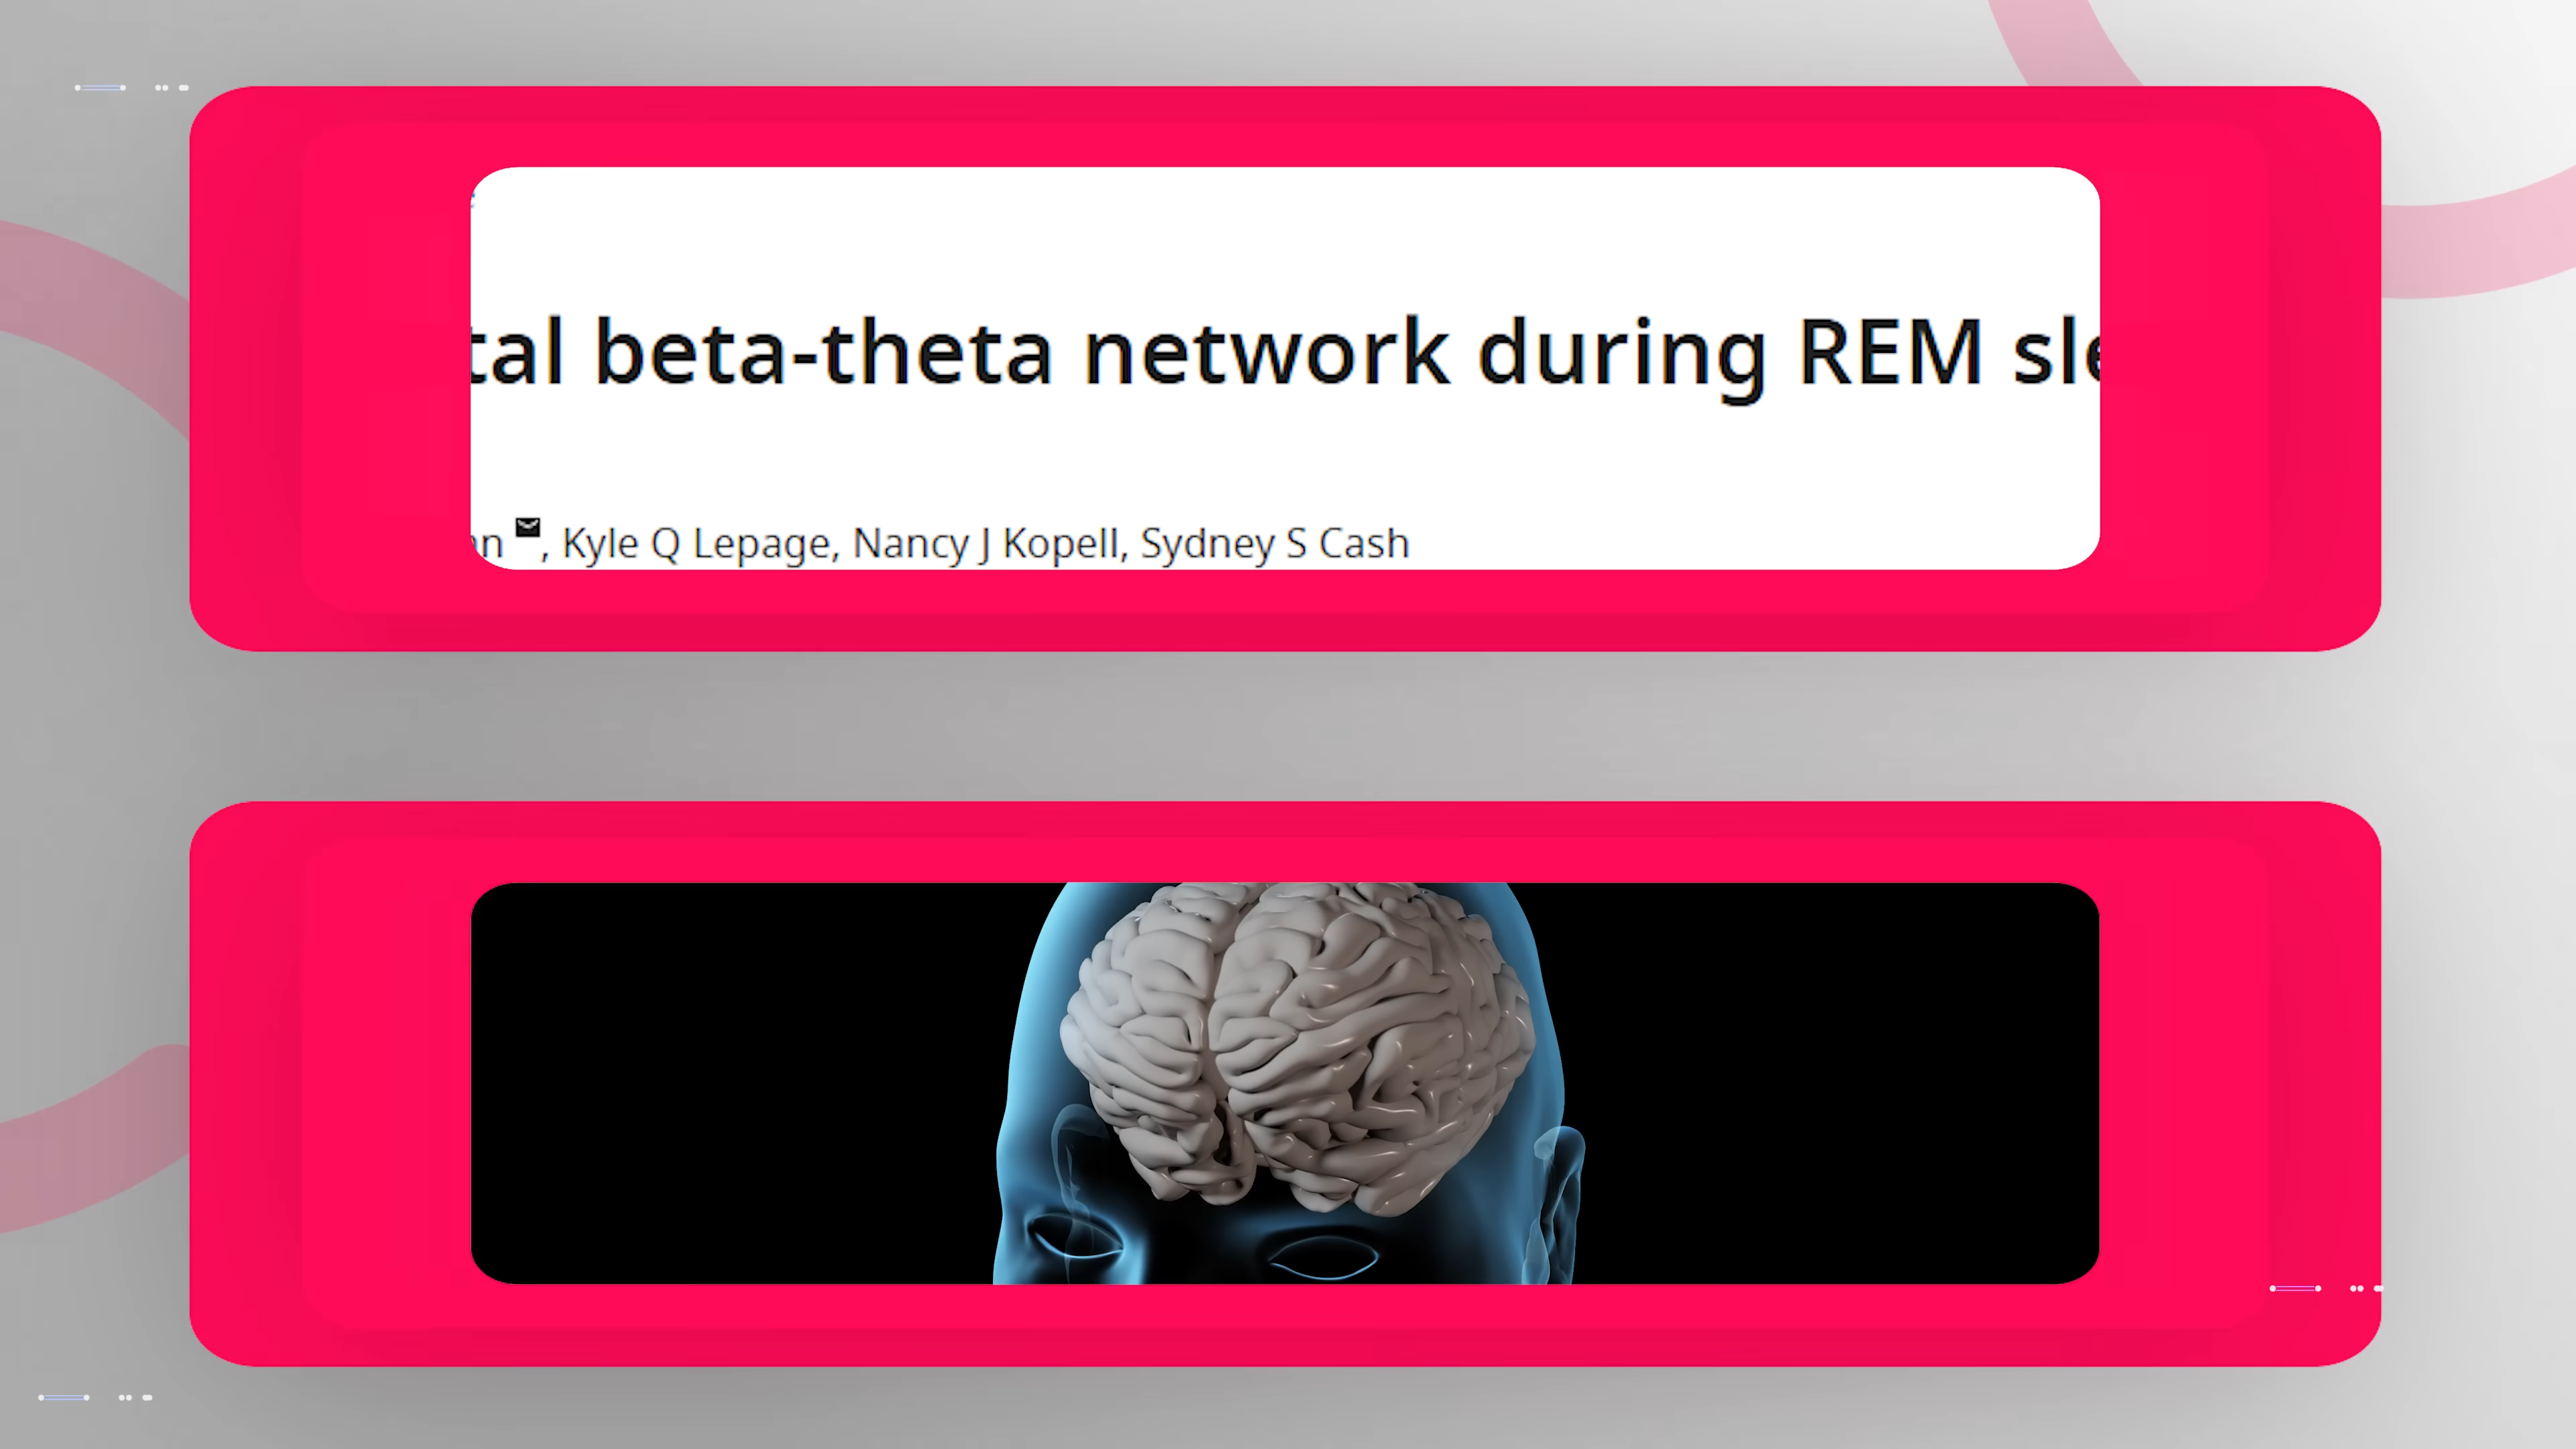 tal beta-theta network during REM sle
n , Kyle Q Lepage, Nancy J Kopell, Sydney S Cash